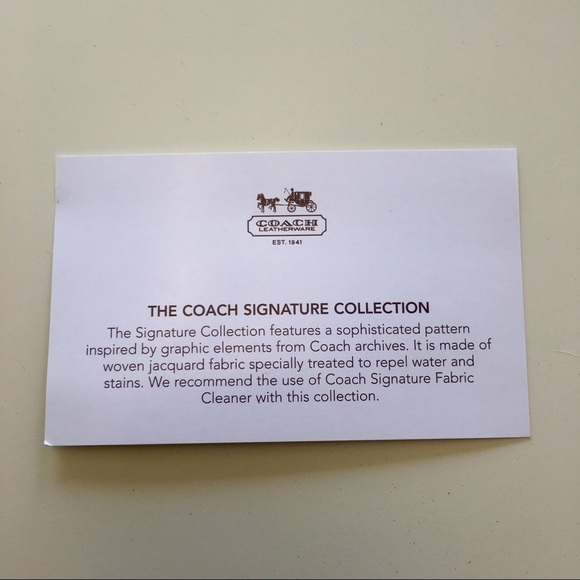 COACH
LEATHERWARE
EST. 1941
THE COACH SIGNATURE COLLECTION
The Signature Collection features a sophisticated pattern
inspired by graphic elements from Coach archives. It is made of
woven jacquard fabric specially treated to repel water and
stains. We recommend the use of Coach Signature Fabric
Cleaner with this collection.